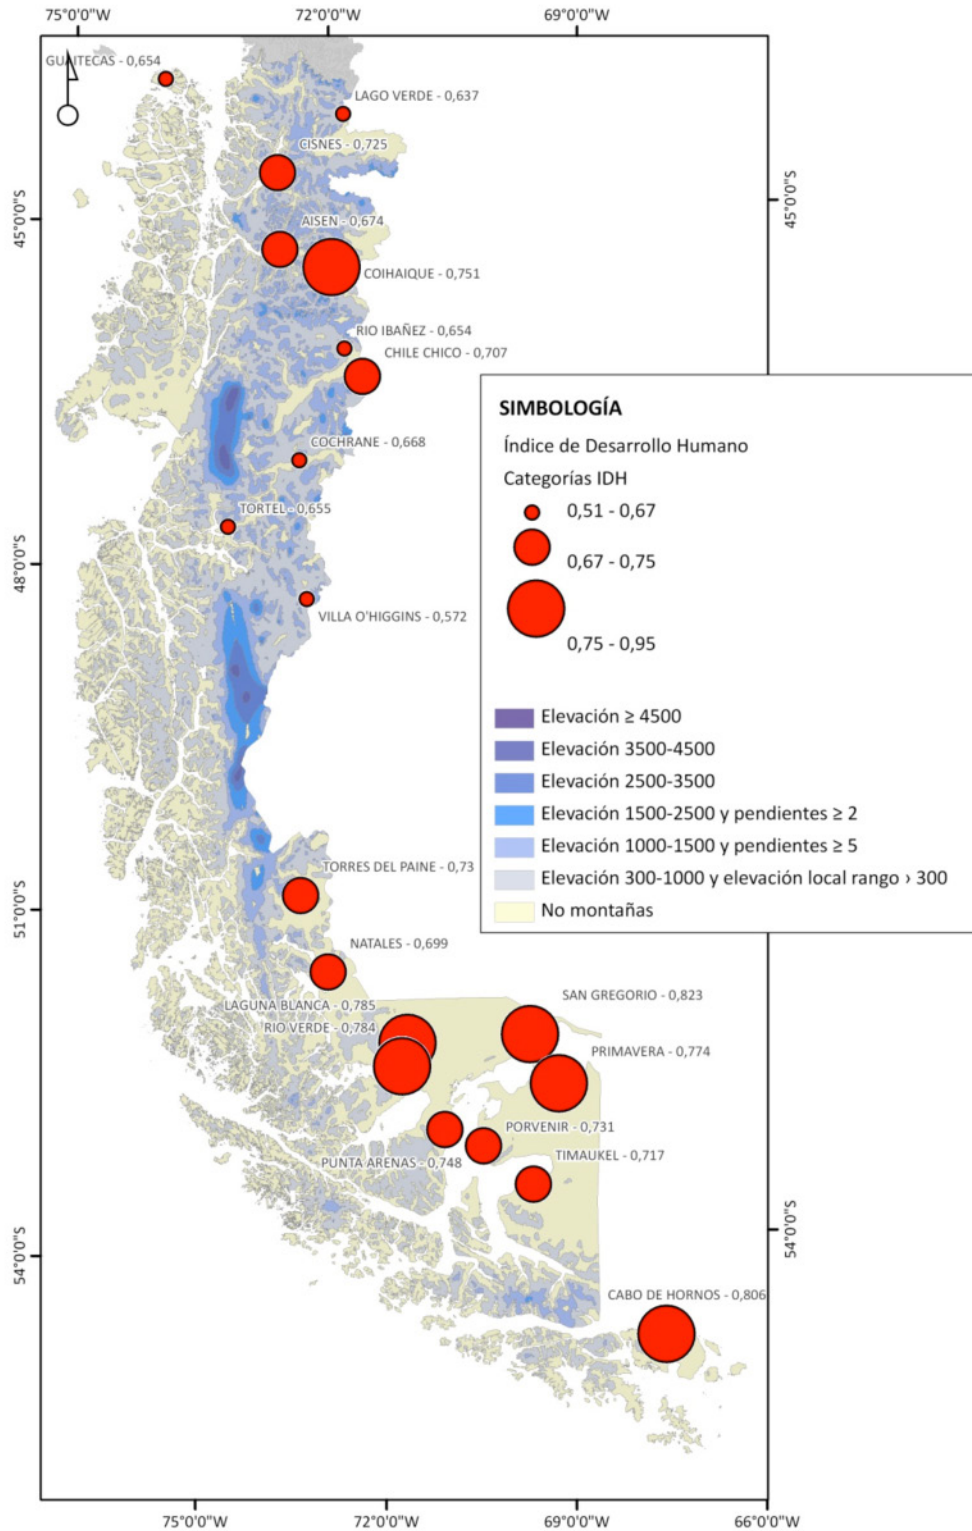 75°0'0"W 72°0'0"W 69°0'0"W
GUAITECAS - 0,654
LAGO VERDE - 0,637
CISNES - 0,725
45°0'0"S
45°0'0"S
AISEN - 0,674
COIHAIQUE - 0,751
RIO IBAÑEZ - 0,654
CHILE CHICO - 0,707
SIMBOLOGÍA
Índice de Desarrollo Humano
Categorías IDH
0,51 - 0,67
0,67 - 0,75
0,75 - 0,95
Elevación ≥ 4500
Elevación 3500-4500
Elevación 2500-3500
Elevación 1500-2500 y pendientes ≥ 2
Elevación 1000-1500 y pendientes ≥ 5
Elevación 300-1000 y elevación local rango › 300
No montañas
COCHRANE - 0,668
TORTEL - 0,655
48°0'0"S
VILLA O'HIGGINS - 0,572
TORRES DEL PAINE - 0,73
51°0'0"S
NATALES - 0,699
LAGUNA BLANCA - 0,785
SAN GREGORIO - 0,823
RIO VERDE - 0,784
PRIMAVERA - 0,774
PORVENIR - 0,731
PUNTA ARENAS - 0,748
TIMAUKEL - 0,717
54°0'0"S
54°0'0"S
CABO DE HORNOS - 0,806
75°0'0"W 72°0'0"W 69°0'0"W 66°0'0"W